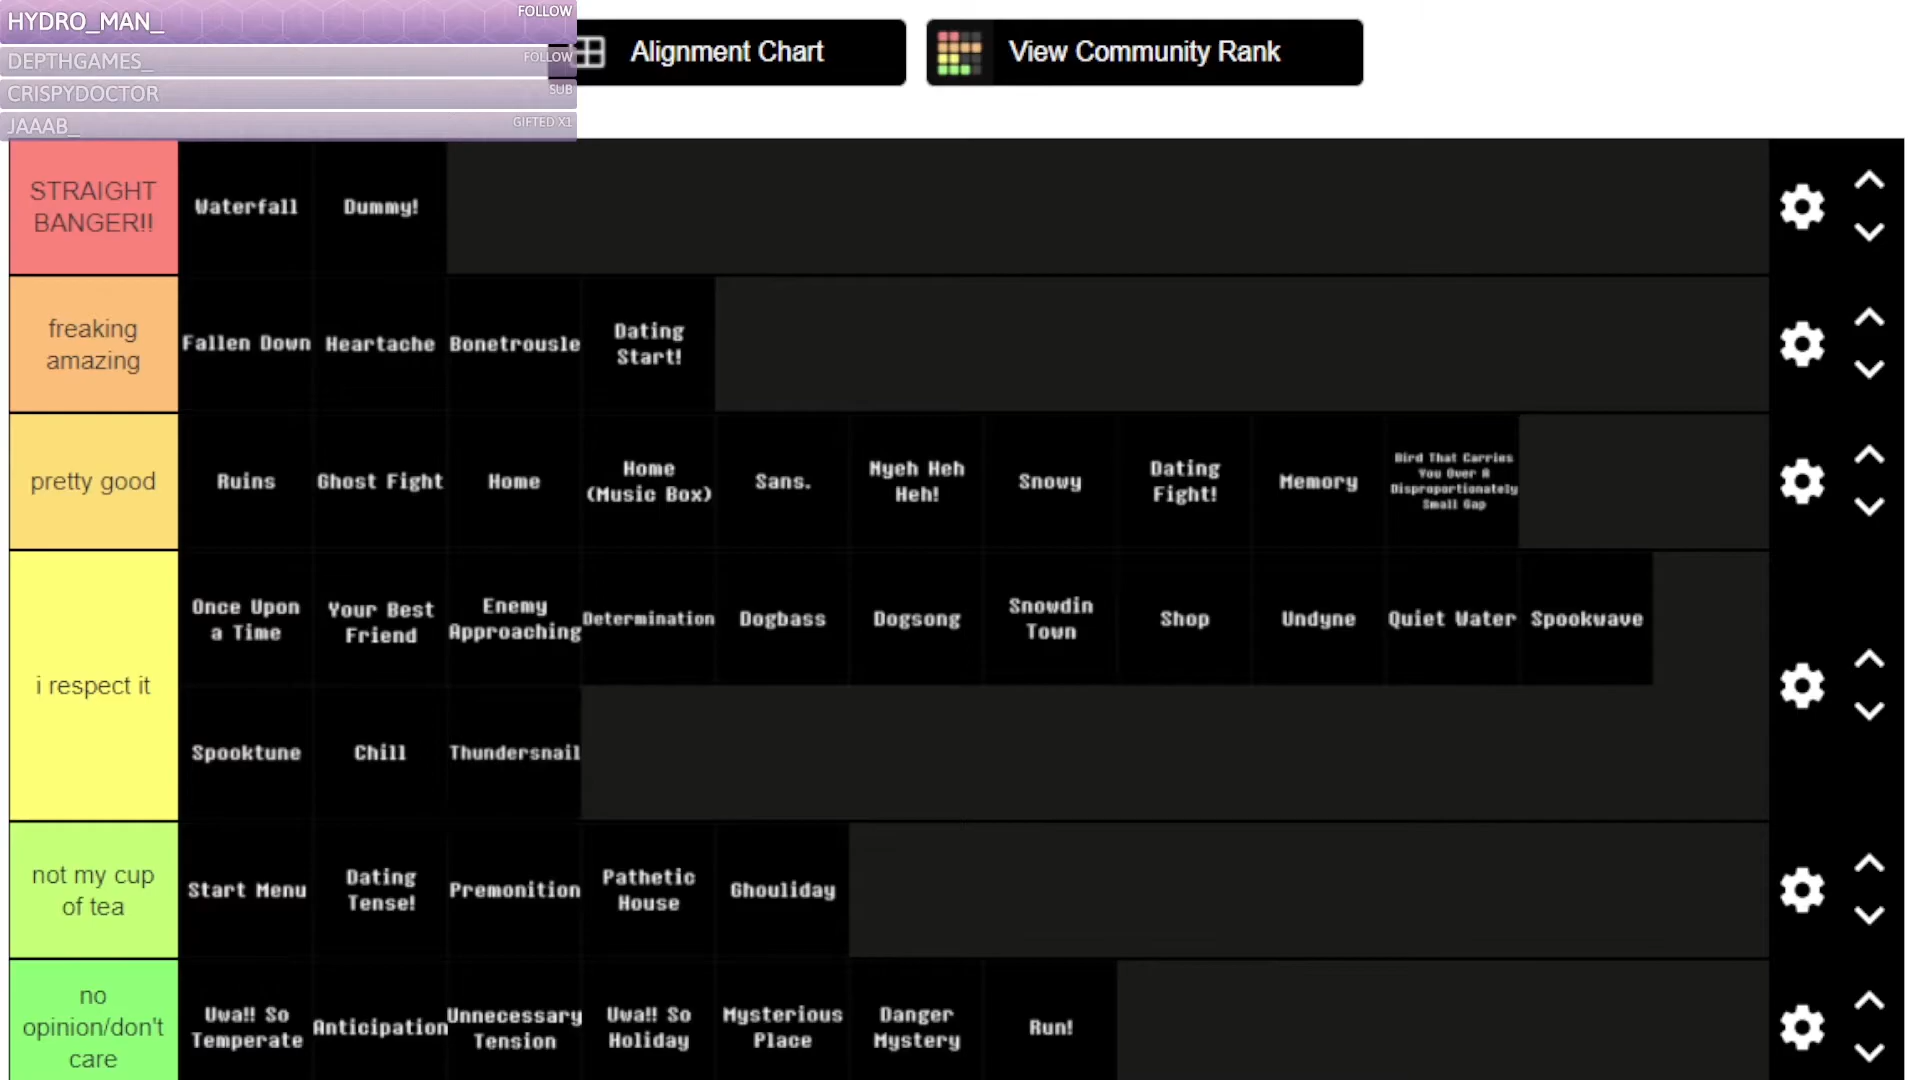 HYDRO_MAN_ FOLLOW
DEPTHGAMES_ FOLLOW
CRISPYDOCTOR SUB
JAAAB_ GIFTED X1
Alignment Chart
View Community Rank
STRAIGHT
BANGER!!
Waterfall
Dummy!
freaking
amazing
Fallen Down
Heartache
Bonetrousle
Dating
Start!
pretty good
Ruins
Ghost Fight
Home
Home
(Music Box)
Sans.
Nyeh Heh
Heh!
Snowy
Dating
Fight!
Memory
Bird That Carries
You Over A
Disproportionately
Small Gap
i respect it
Once Upon
a Time
Your Best
Friend
Enemy
Approaching
Determination
Dogbass
Dogsong
Snowdin
Town
Shop
Undyne
Quiet Water
Spookwave
Spooktune
Chill
Thundersnail
not my cup
of tea
Start Menu
Dating
Tense!
Premonition
Pathetic
House
Ghouliday
no
opinion/don't
care
Uwa!! So
Temperate
Anticipation
Unnecessary
Tension
Uwa!! So
Holiday
Mysterious
Place
Danger
Mystery
Run!